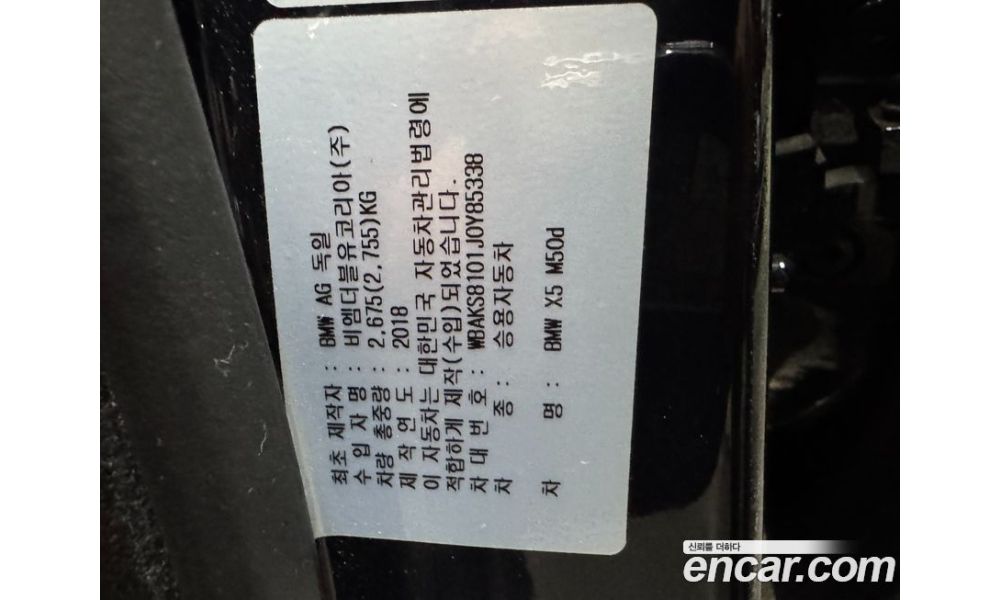 최초 제작자 : BMW AG 독일
수 입 자 명 : 비엠더블유코리아(주)
차량 총중량 : 2,675(2,755)KG
제 작 연 도 : 2018
이 자동차는 대한민국 자동차관리법령에
적합하게 제작(수입)되었습니다.
차 대 번 호 : WBAKS8101J0Y85338
차 종 : 승용자동차
차 명 : BMW X5 M50d
신뢰를 더하다
encar.com